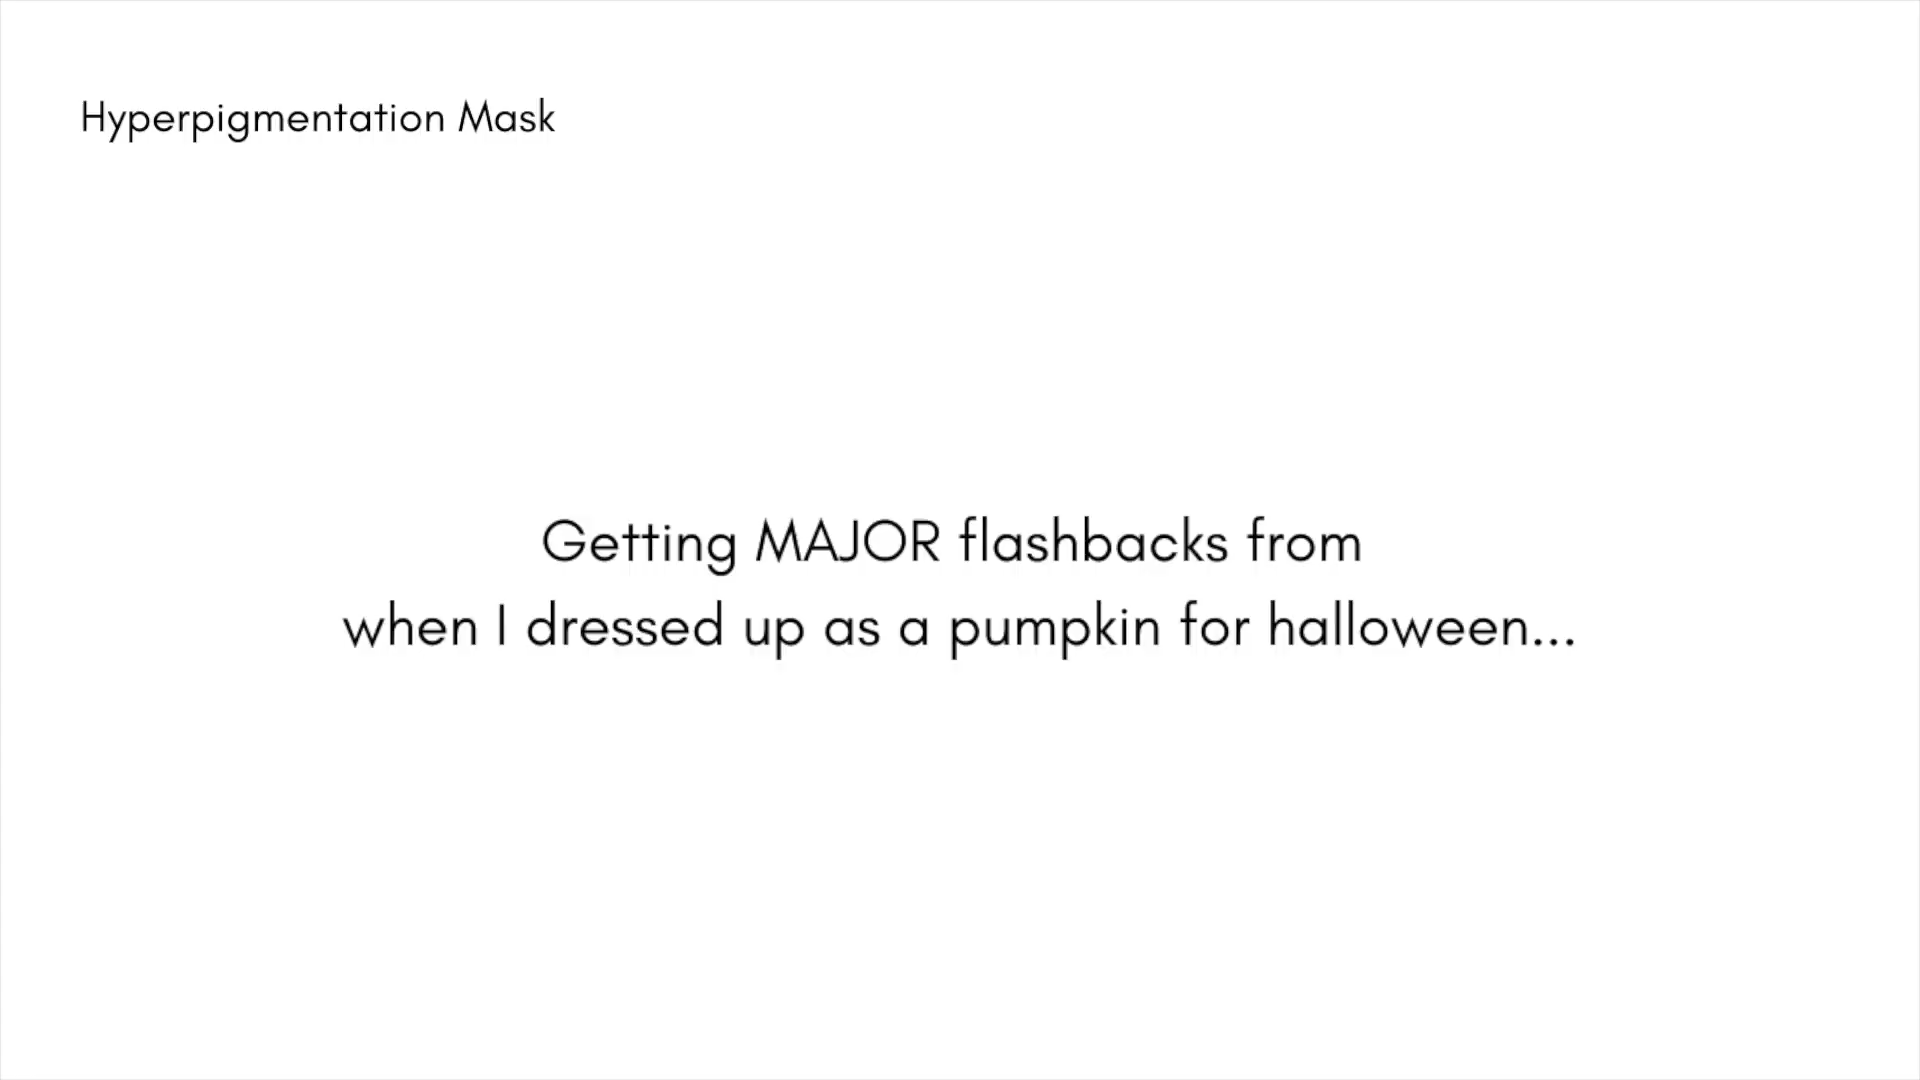 Hyperpigmentation Mask
Getting MAJOR flashbacks from
when I dressed up as a pumpkin for halloween...